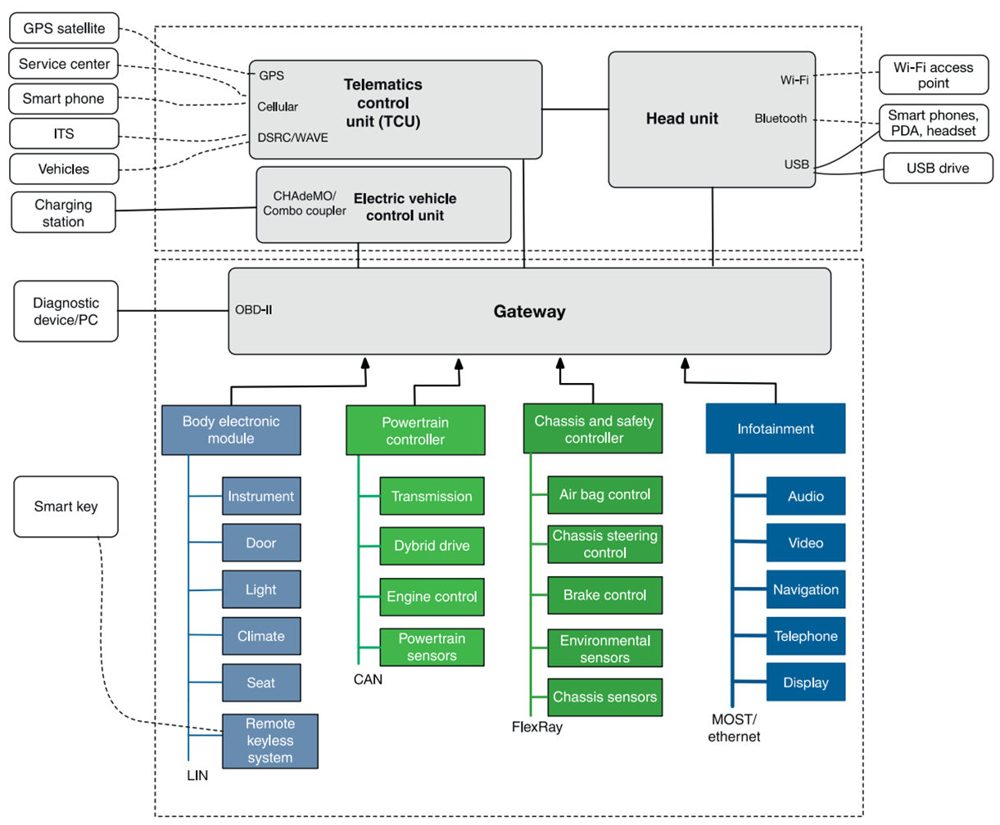 GPS satellite
Service center
Smart phone
ITS
Vehicles
Charging
station
GPS
Cellular
DSRC/WAVE
Telematics
control
unit (TCU)
Head unit
Wi-Fi
Bluetooth
USB
Wi-Fi access
point
Smart phones,
PDA, headset
USB drive
CHAdeMO/
Combo coupler
Electric vehicle
control unit
Diagnostic
device/PC
OBD-II
Gateway
Body electronic
module
Instrument
Door
Light
Climate
Seat
Remote
keyless
system
LIN
Smart key
Powertrain
controller
Transmission
Dybrid drive
Engine control
Powertrain
sensors
CAN
Chassis and safety
controller
Air bag control
Chassis steering
control
Brake control
Environmental
sensors
Chassis sensors
FlexRay
Infotainment
Audio
Video
Navigation
Telephone
Display
MOST/
ethernet